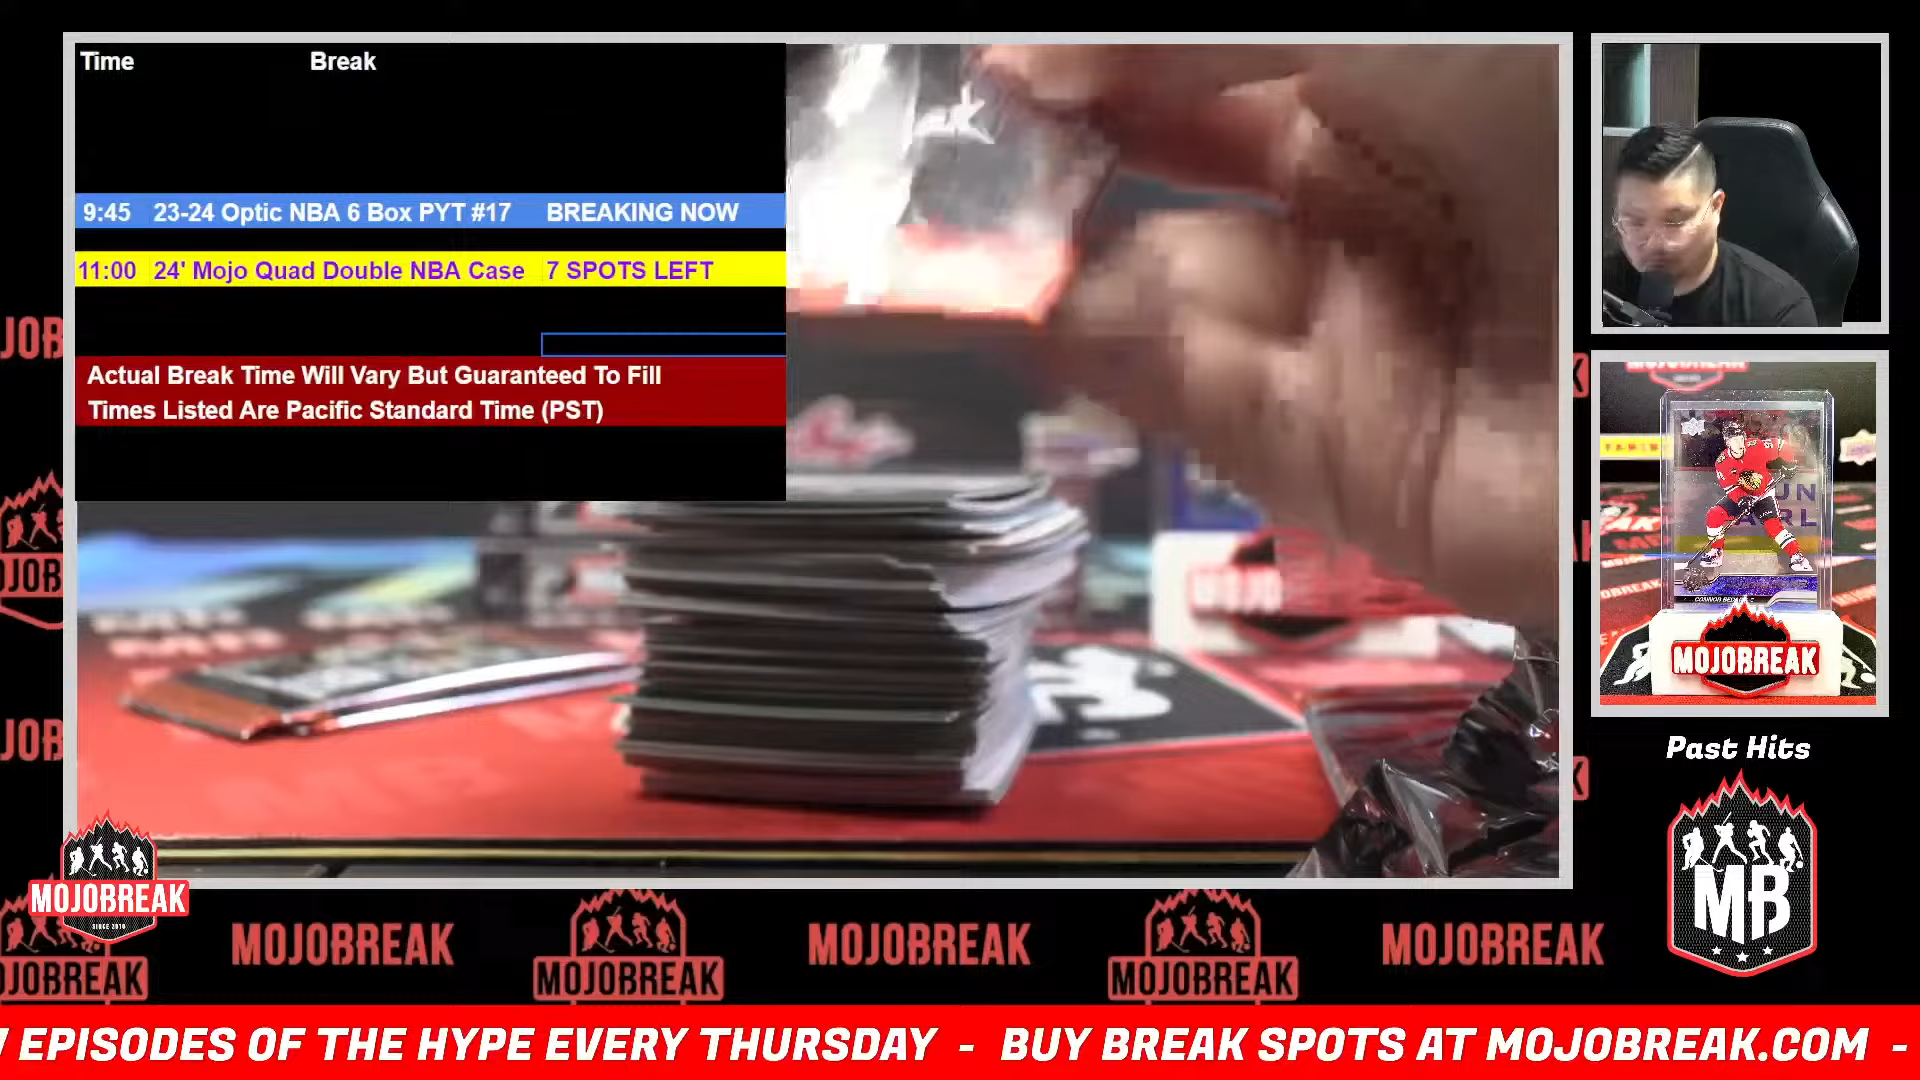 Time Break
9:45 23-24 Optic NBA 6 Box PYT #17 BREAKING NOW
11:00 24' Mojo Quad Double NBA Case 7 SPOTS LEFT
Actual Break Time Will Vary But Guaranteed To Fill
Times Listed Are Pacific Standard Time (PST)
MOJO
MOJOBREAK
Past Hits
MB
MOJOBREAK
SINCE 2010
MOJOBREAK
MOJOBREAK
MOJOBREAK
MOJOBREAK
MOJOBREAK
EPISODES OF THE HYPE EVERY THURSDAY - BUY BREAK SPOTS AT MOJOBREAK.COM -